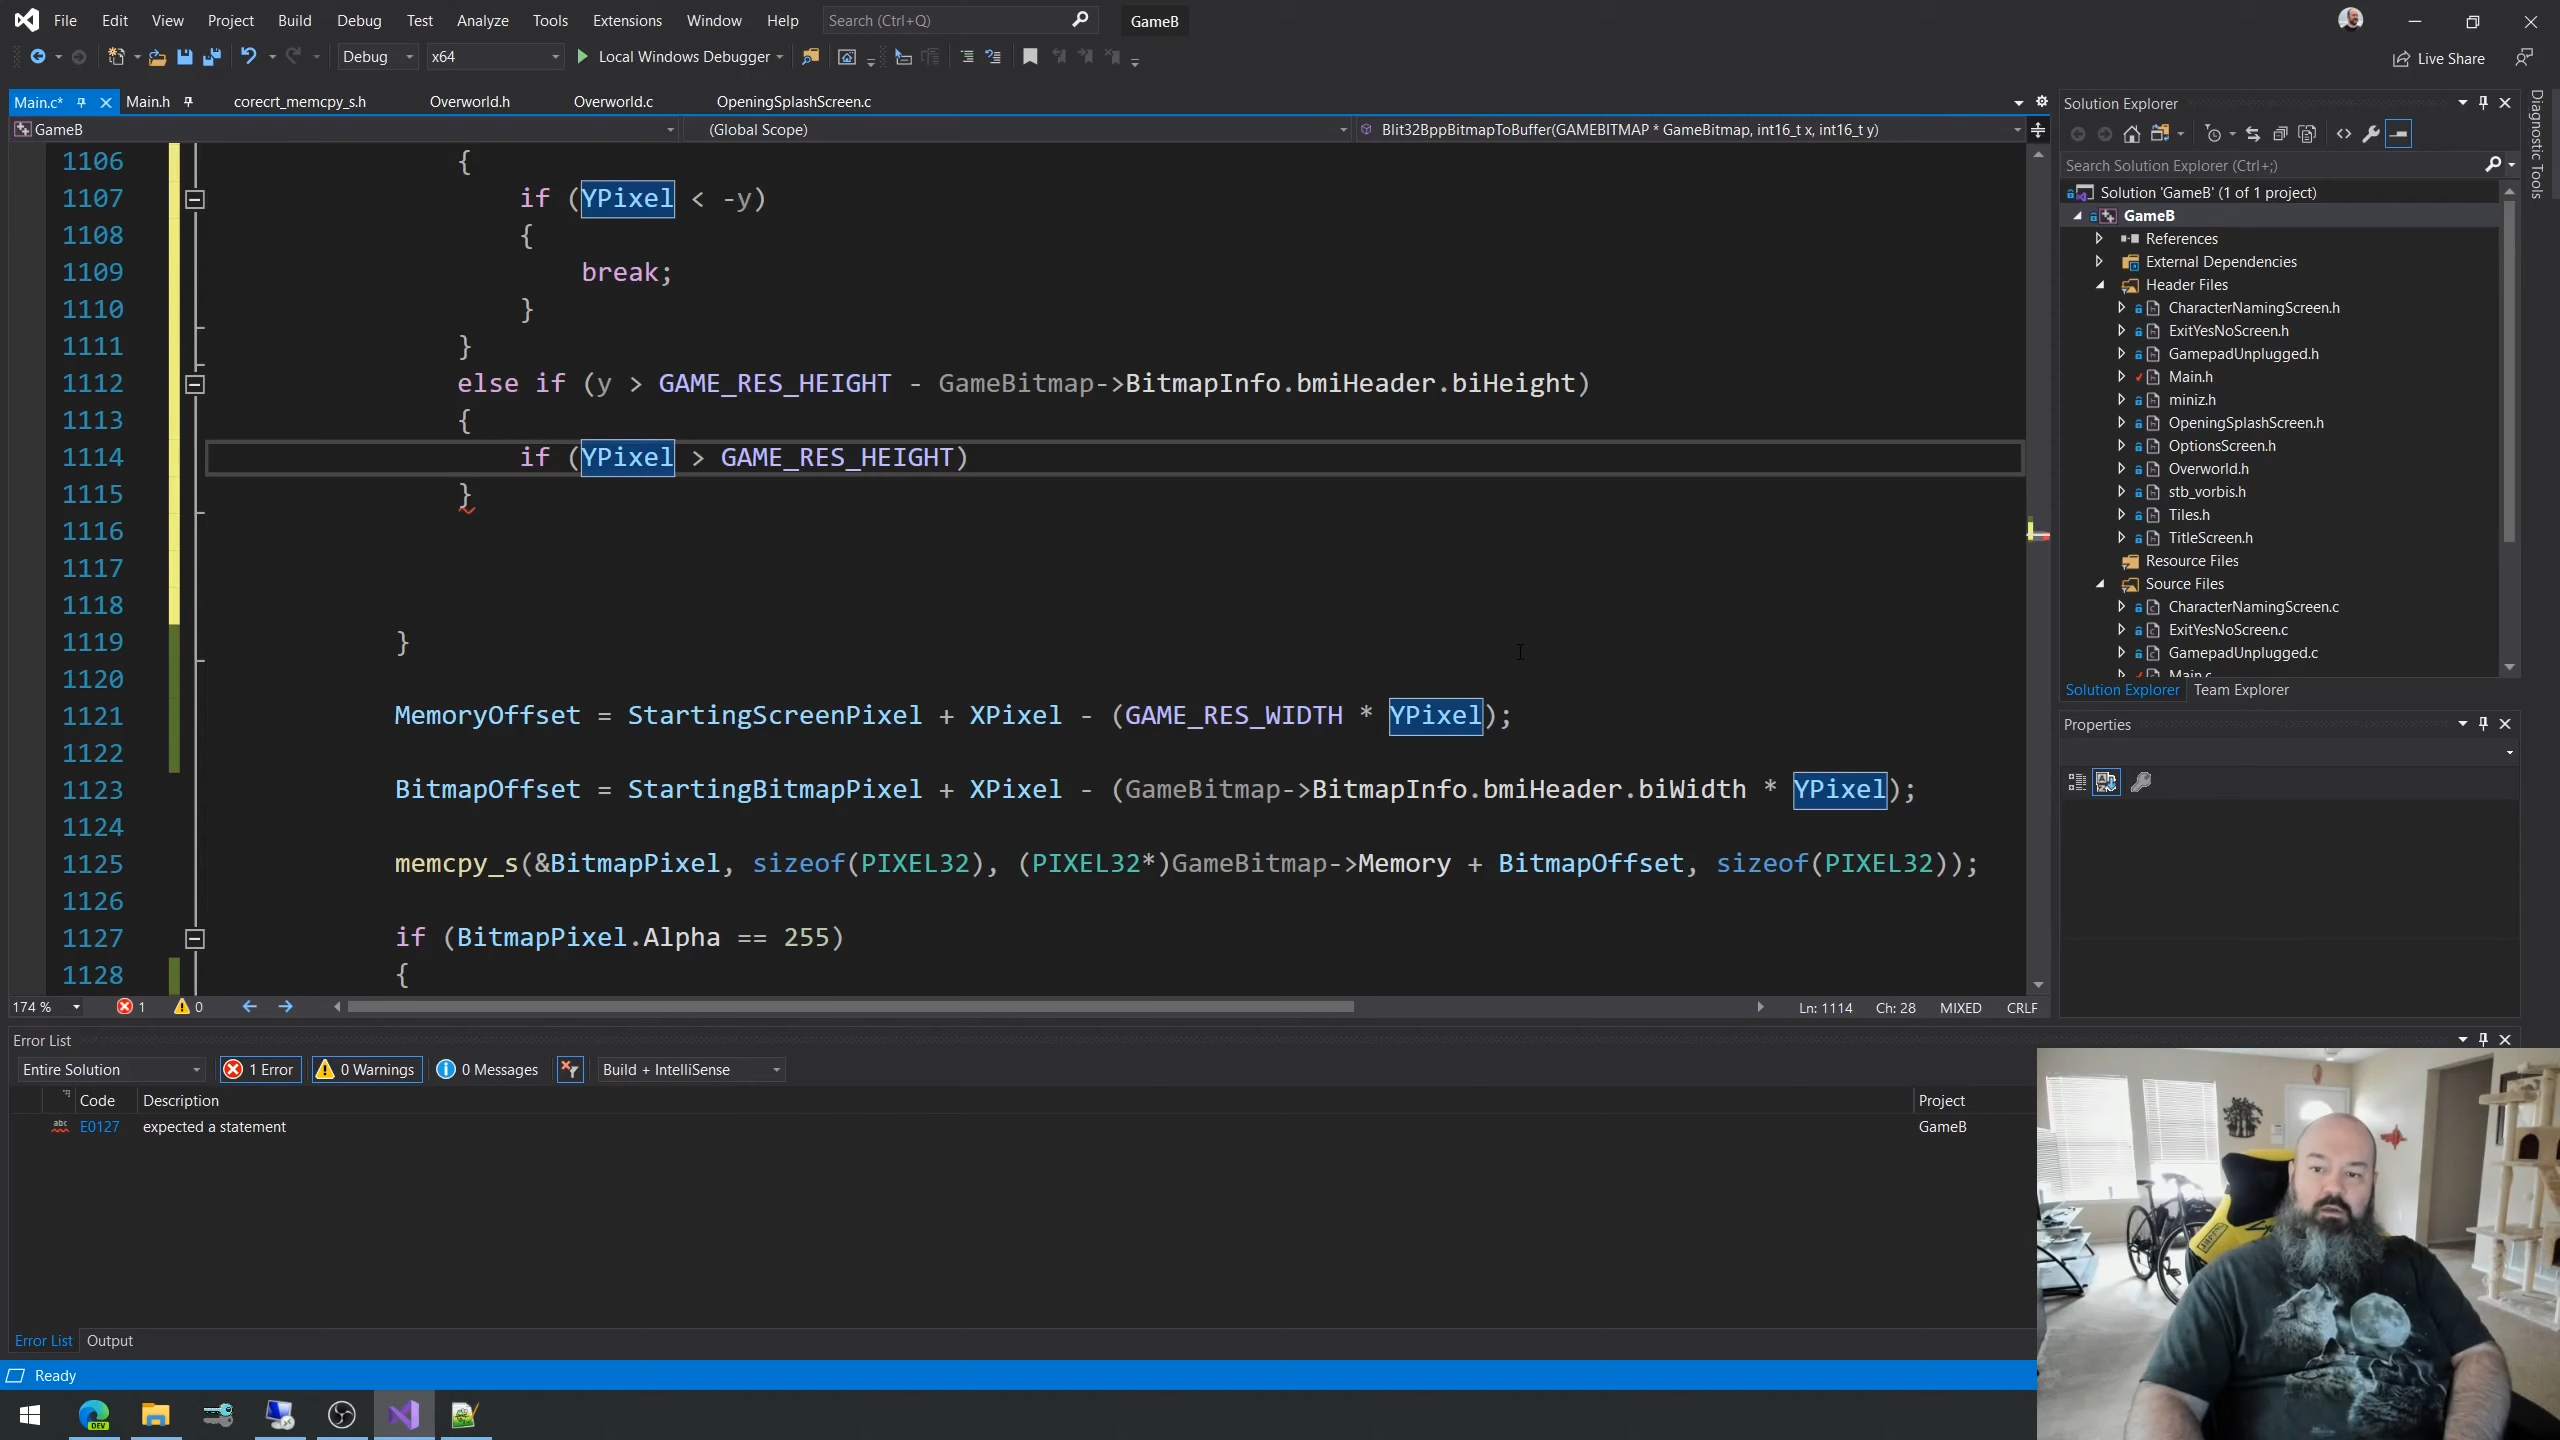 File Edit View Project Build Debug Test Analyze Tools Extensions Window Help Search (Ctrl+Q) GameB
Debug x64 Local Windows Debugger Live Share
Main.c* Main.h corecrt_memcpy_s.h Overworld.h Overworld.c OpeningSplashScreen.c
GameB (Global Scope) Blit32BppBitmapToBuffer(GAMEBITMAP * GameBitmap, int16_t x, int16_t y)
1106 {
1107 if (YPixel < -y)
1108 {
1109 break;
1110 }
1111 }
1112 else if (y > GAME_RES_HEIGHT - GameBitmap->BitmapInfo.bmiHeader.biHeight)
1113 {
1114 if (YPixel > GAME_RES_HEIGHT)
1115 }
1116
1117
1118
1119 }
1120
1121 MemoryOffset = StartingScreenPixel + XPixel - (GAME_RES_WIDTH * YPixel);
1122
1123 BitmapOffset = StartingBitmapPixel + XPixel - (GameBitmap->BitmapInfo.bmiHeader.biWidth * YPixel);
1124
1125 memcpy_s(&BitmapPixel, sizeof(PIXEL32), (PIXEL32*)GameBitmap->Memory + BitmapOffset, sizeof(PIXEL32));
1126
1127 if (BitmapPixel.Alpha == 255)
1128 {
174 % 1 0 Ln: 1114 Ch: 28 MIXED CRLF
Error List
Entire Solution 1 Error 0 Warnings 0 Messages Build + IntelliSense
Code Description Project
abc E0127 expected a statement GameB
Error List Output
Ready
DEV
Solution Explorer
Search Solution Explorer (Ctrl+;)
Solution 'GameB' (1 of 1 project)
GameB
References
External Dependencies
Header Files
CharacterNamingScreen.h
ExitYesNoScreen.h
GamepadUnplugged.h
Main.h
miniz.h
OpeningSplashScreen.h
OptionsScreen.h
Overworld.h
stb_vorbis.h
Tiles.h
TitleScreen.h
Resource Files
Source Files
CharacterNamingScreen.c
ExitYesNoScreen.c
GamepadUnplugged.c
Main.c
Solution Explorer Team Explorer
Properties
Diagnostic Tools